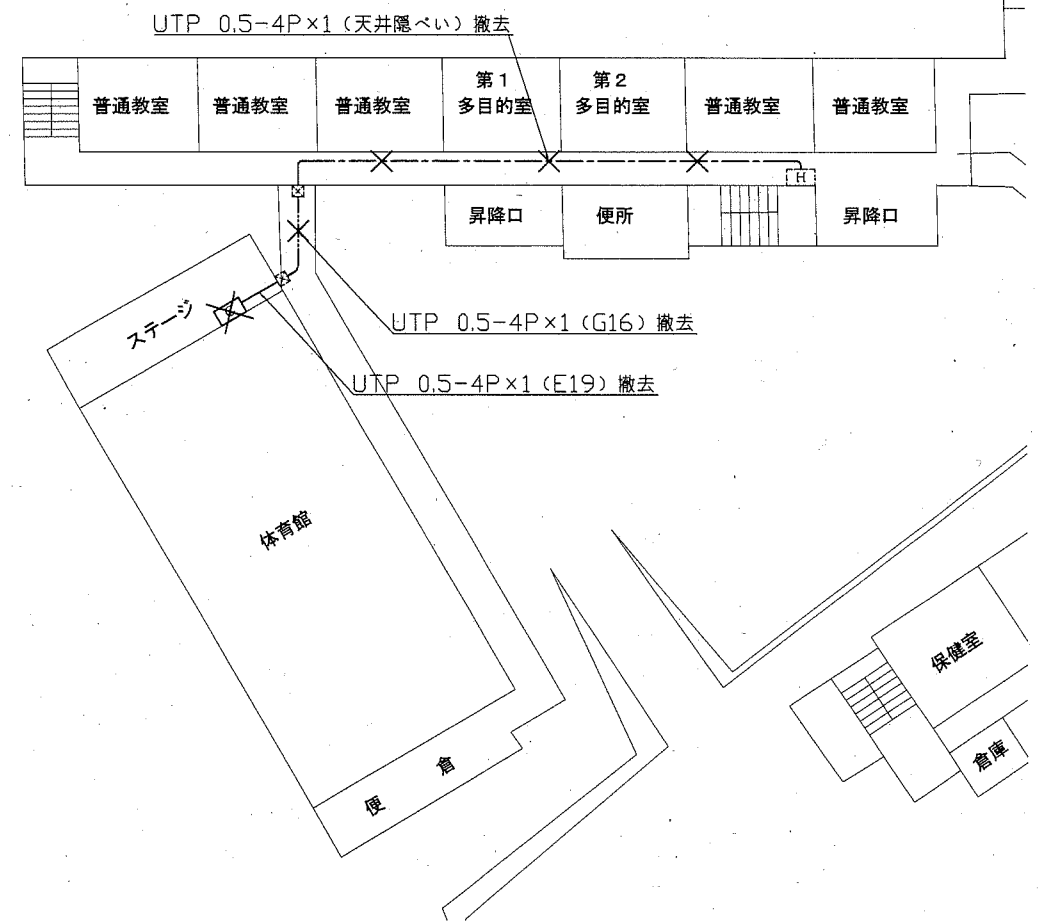 UTP 0.5-4P×1(天井隠ぺい)撤去
普通教室
普通教室
普通教室
第1
多目的室
第2
多目的室
普通教室
普通教室
H
昇降口
便所
昇降口
ステージ
UTP 0.5-4P×1(G16)撤去
UTP 0.5-4P×1(E19)撤去
体育館
保健室
倉庫
倉
便